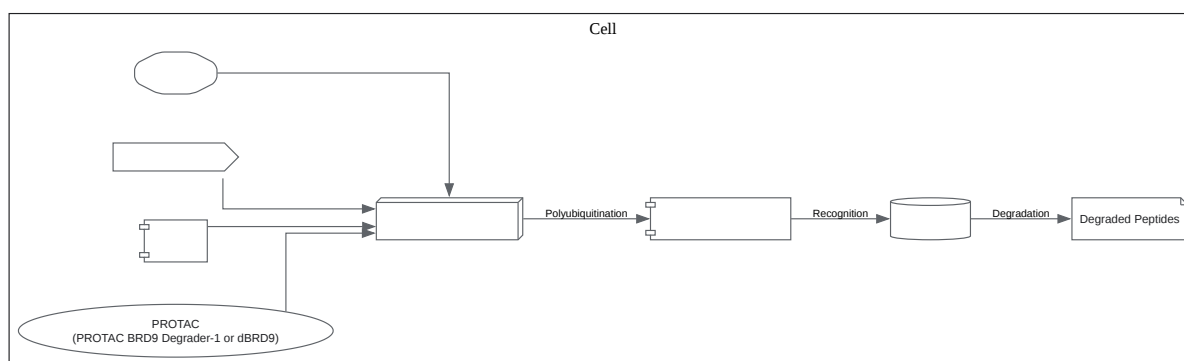 Cell
Polyubiquitination
Recognition
Degradation
Degraded Peptides
PROTAC
(PROTAC BRD9 Degrader-1 or dBRD9)